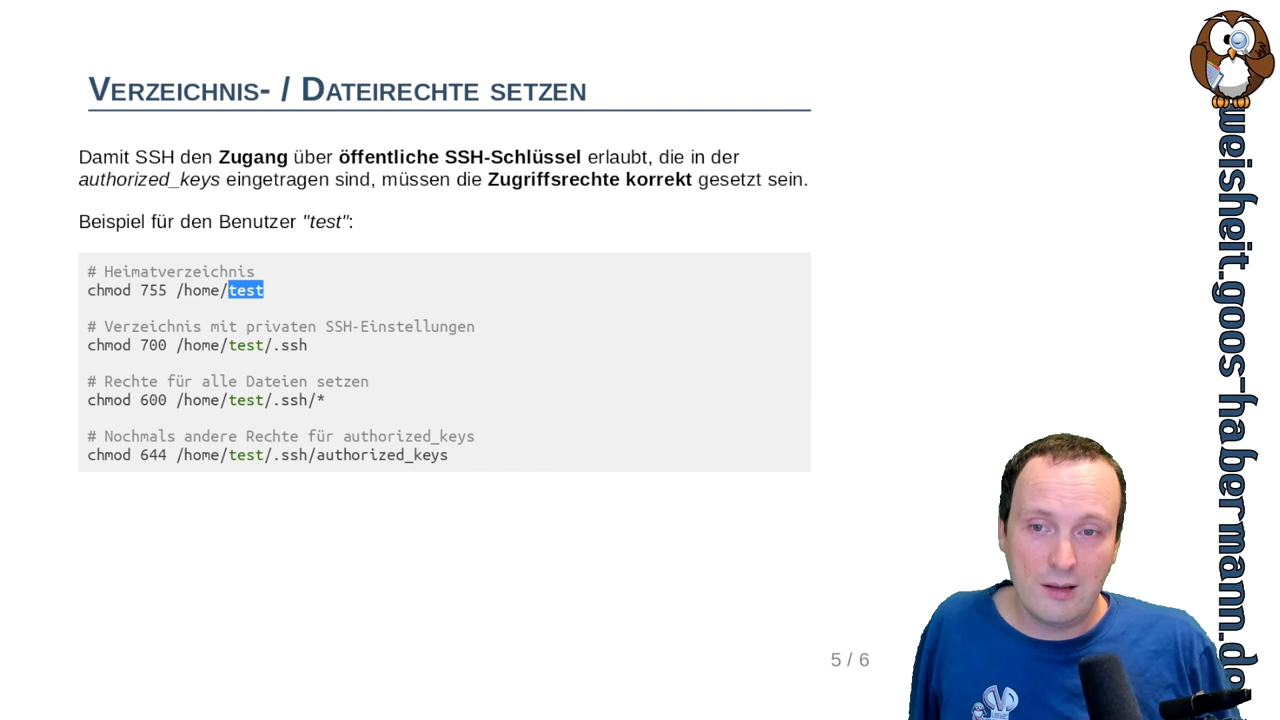 Verzeichnis- / Dateirechte setzen
Damit SSH den Zugang über öffentliche SSH-Schlüssel erlaubt, die in der
authorized_keys eingetragen sind, müssen die Zugriffsrechte korrekt gesetzt sein.
Beispiel für den Benutzer "test":
# Heimatverzeichnis
chmod 755 /home/test
# Verzeichnis mit privaten SSH-Einstellungen
chmod 700 /home/test/.ssh
# Rechte für alle Dateien setzen
chmod 600 /home/test/.ssh/*
# Nochmals andere Rechte für authorized_keys
chmod 644 /home/test/.ssh/authorized_keys
5 / 6
weisheit.goos-habermann.de